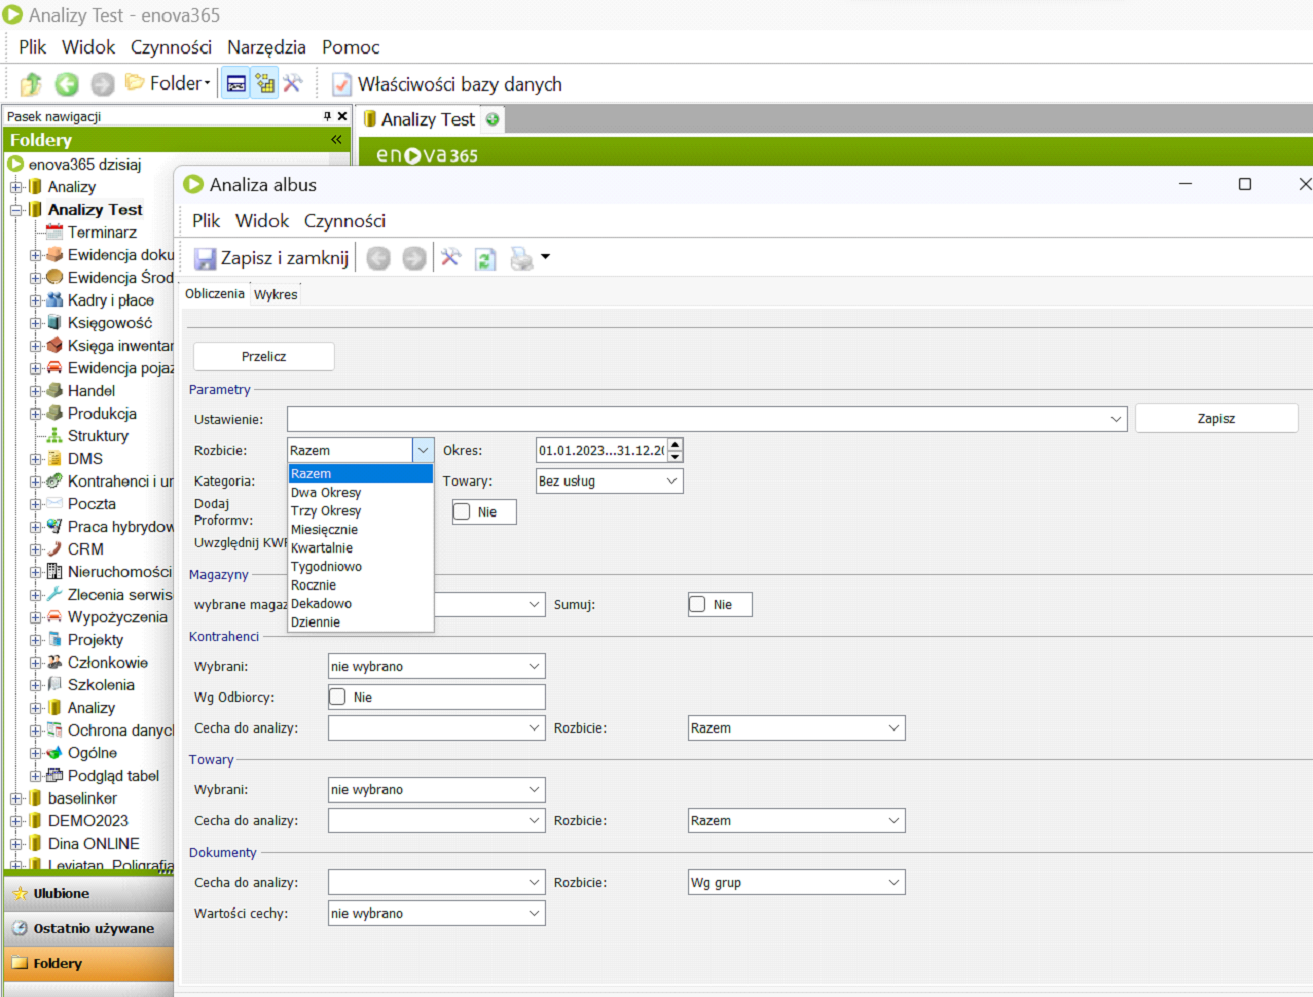 Analizy Test - enova365
Plik Widok Czynności Narzędzia Pomoc
Folder Właściwości bazy danych
Pasek nawigacji
Analizy Test
Foldery
enova365
enova365 dzisiaj
Analizy
Analizy Test
Terminarz
Ewidencja doku
Ewidencja Środ
Kadry i płace
Księgowość
Księga inwentar
Ewidencja pojaz
Handel
Produkcja
Struktury
DMS
Kontrahenci i ur
Poczta
Praca hybrydow
CRM
Nieruchomości
Zlecenia serwis
Wypożyczenia
Projekty
Członkowie
Szkolenia
Analizy
Ochrona danycl
Ogólne
Podgląd tabel
baselinker
DEMO2023
Dina ONLINE
Leviatan Poligrafia
Ulubione
Ostatnio używane
Foldery
Analiza albus
Plik Widok Czynności
Zapisz i zamknij
Obliczenia Wykres
Przelicz
Parametry
Ustawienie: Zapisz
Rozbicie: Razem Okres: 01.01.2023...31.12.20
Razem
Dwa Okresy
Trzy Okresy
Miesięcznie
Kwartalnie
Tygodniowo
Rocznie
Dekadowo
Dziennie
Kategoria: Towary: Bez usług
Dodaj
Proformy: Nie
Uwzględnij KWF
Magazyny
wybrane magaz Sumuj: Nie
Kontrahenci
Wybrani: nie wybrano
Wg Odbiorcy: Nie
Cecha do analizy: Rozbicie: Razem
Towary
Wybrani: nie wybrano
Cecha do analizy: Rozbicie: Razem
Dokumenty
Cecha do analizy: Rozbicie: Wg grup
Wartości cechy: nie wybrano